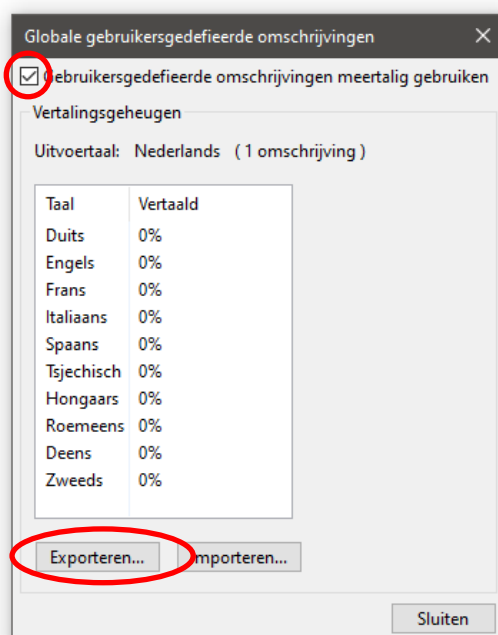 Globale gebruikersgedefieerde omschrijvingen
Gebruikersgedefieerde omschrijvingen meertalig gebruiken
Vertalingsgeheugen
Uitvoertaal: Nederlands ( 1 omschrijving )
Taal Vertaald
Duits 0%
Engels 0%
Frans 0%
Italiaans 0%
Spaans 0%
Tsjechisch 0%
Hongaars 0%
Roemeens 0%
Deens 0%
Zweeds 0%
Exporteren... Importeren...
Sluiten